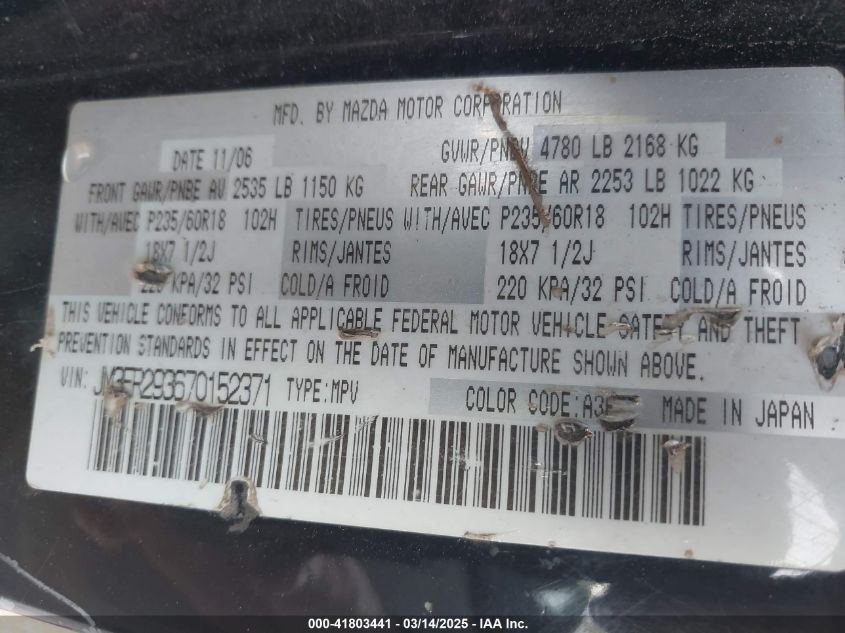 MFD. BY MAZDA MOTOR CORPORATION
DATE 11/06 GVWR/PNBV 4780 LB 2168 KG
FRONT GAWR/PNBE AV 2535 LB 1150 KG REAR GAWR/PNBE AR 2253 LB 1022 KG
WITH/AVEC P235/60R18 102H TIRES/PNEUS WITH/AVEC P235/60R18 102H TIRES/PNEUS
18X7 1/2J RIMS/JANTES 18X7 1/2J RIMS/JANTES
220 KPA/32 PSI COLD/A FROID 220 KPA/32 PSI COLD/A FROID
THIS VEHICLE CONFORMS TO ALL APPLICABLE FEDERAL MOTOR VEHICLE SAFETY AND THEFT
PREVENTION STANDARDS IN EFFECT ON THE DATE OF MANUFACTURE SHOWN ABOVE.
VIN: JM3ER293670152371 TYPE:MPV COLOR CODE: MADE IN JAPAN
000-41803441 - 03/14/2025 - IAA Inc.